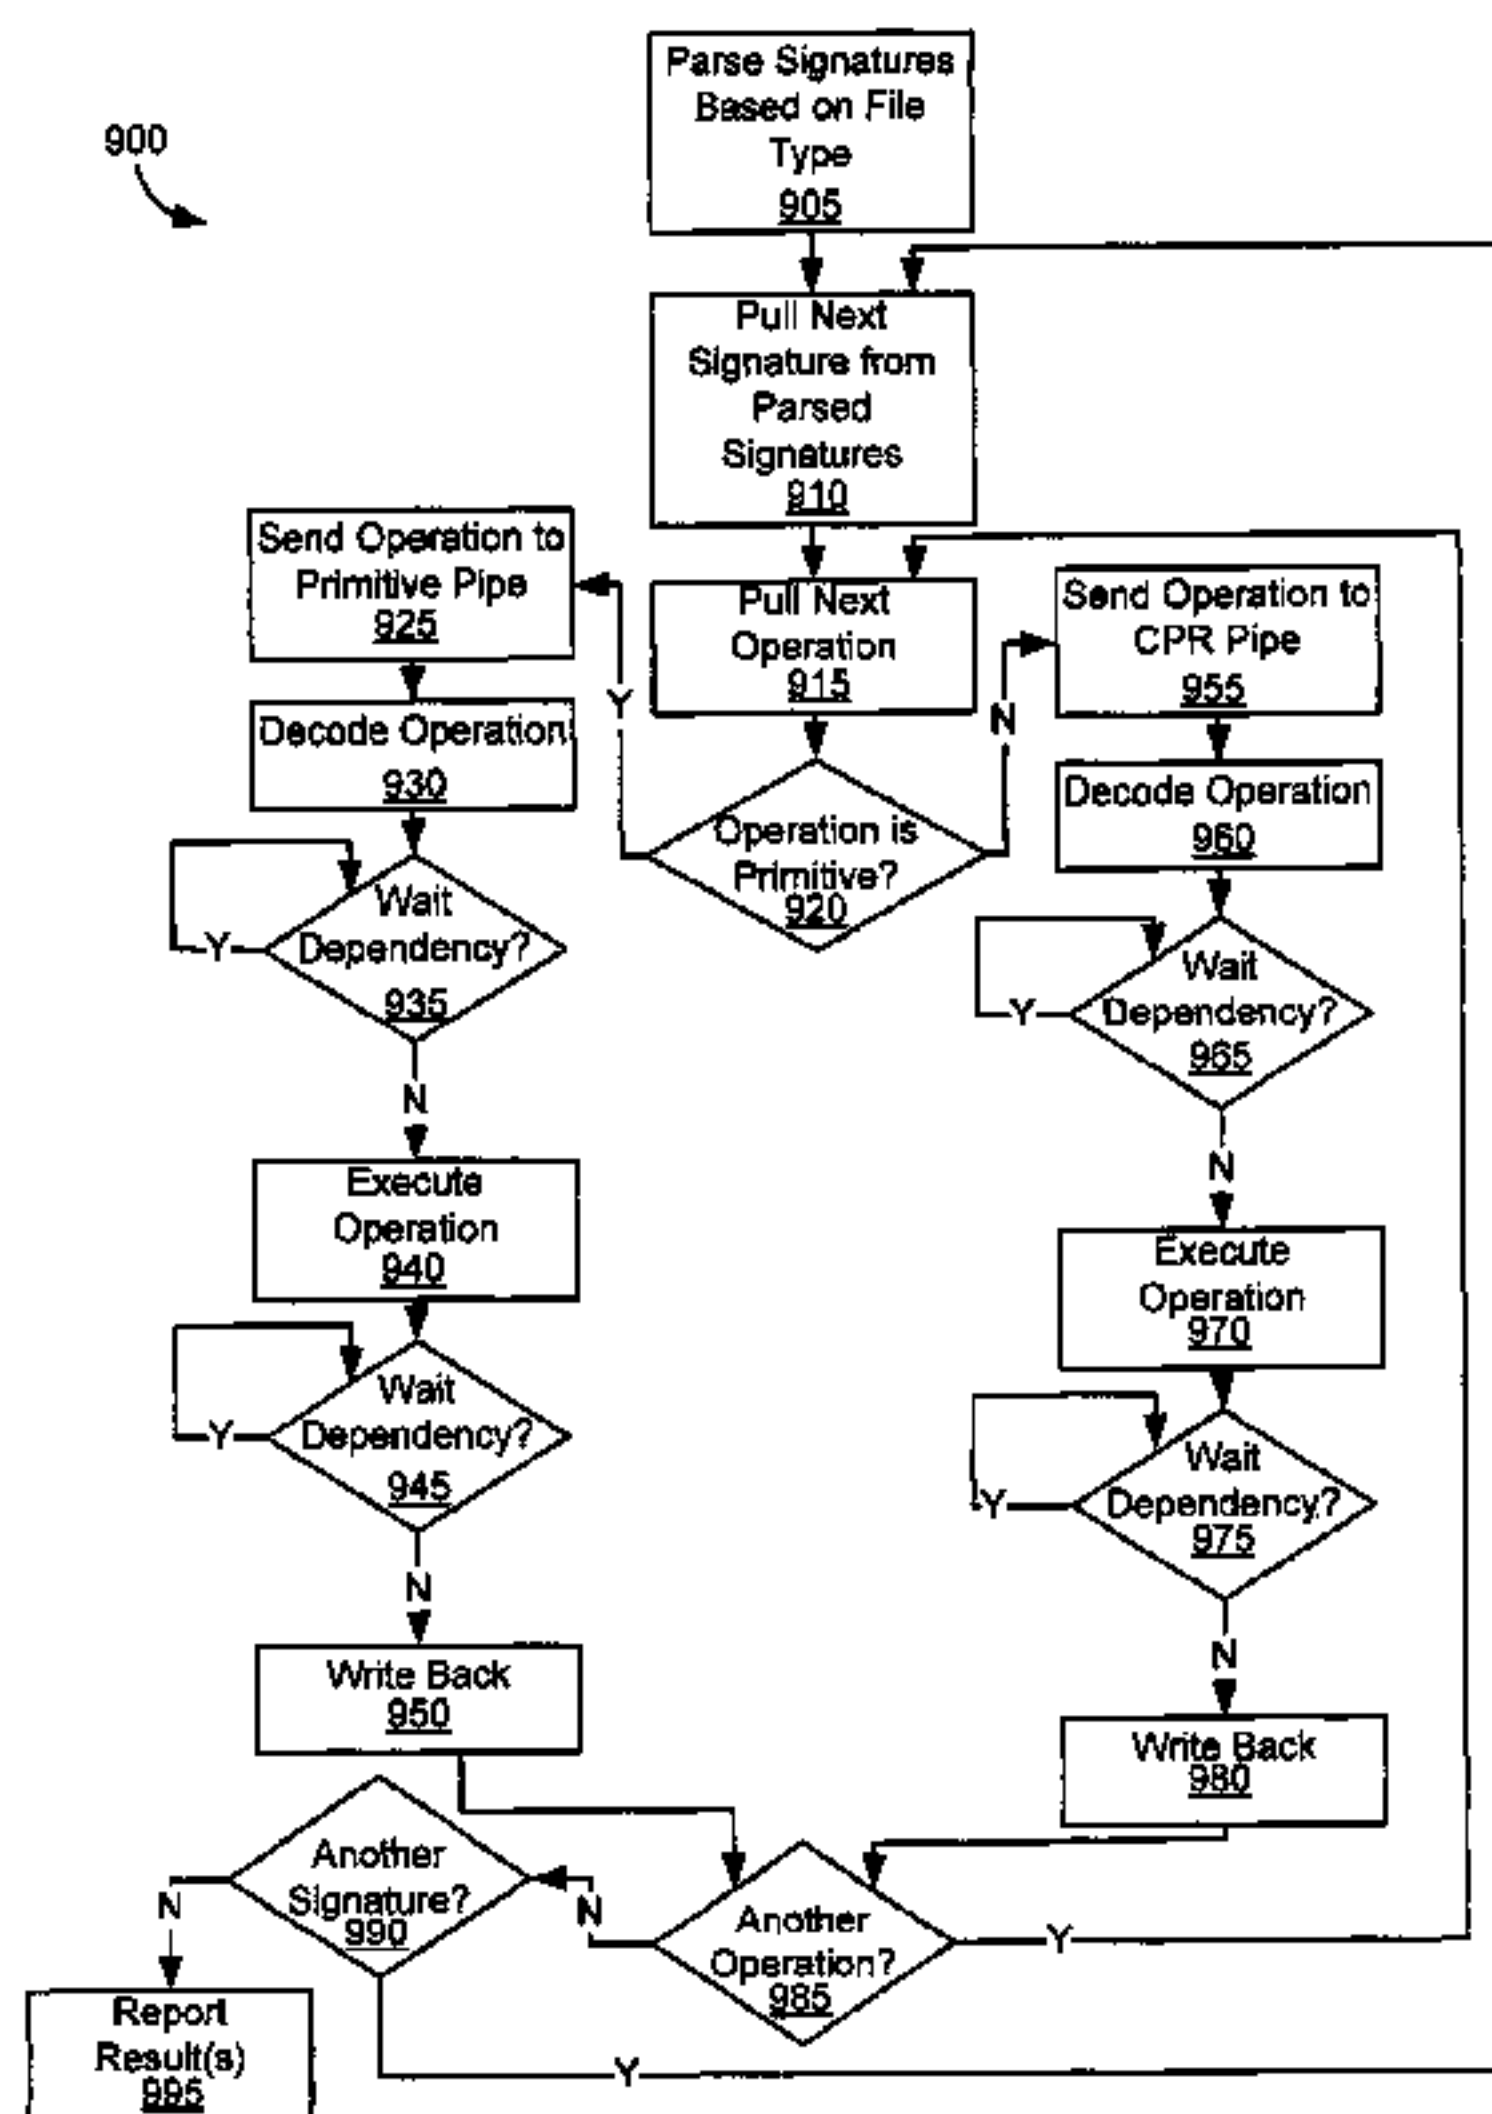 900
Parse Signatures
Based on File
Type
905
Pull Next
Signature from
Parsed
Signatures
910
Pull Next
Operation
915
Operation is
Primitive?
920
Y
N
Send Operation to
Primitive Pipe
925
Decode Operation
930
Wait
Dependency?
935
Y
N
Execute
Operation
940
Wait
Dependency?
945
Y
N
Write Back
950
Send Operation to
CPR Pipe
955
Decode Operation
960
Wait
Dependency?
965
Y
N
Execute
Operation
970
Wait
Dependency?
975
Y
N
Write Back
980
Another
Operation?
985
Y
N
Another
Signature?
990
Y
N
Report
Result(s)
995